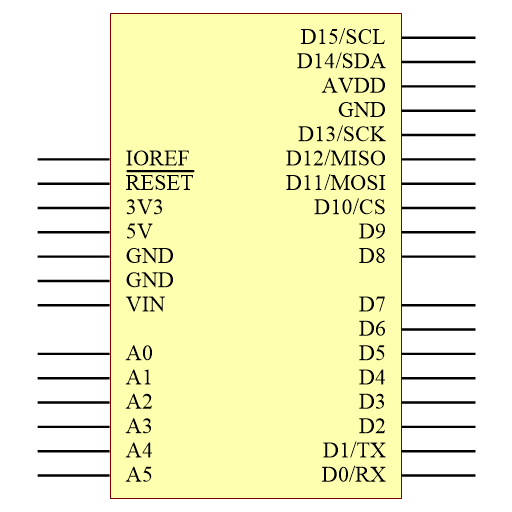 D15/SCL
D14/SDA
AVDD
GND
D13/SCK
IOREF D12/MISO
RESET D11/MOSI
3V3 D10/CS
5V D9
GND D8
GND
VIN D7
D6
A0 D5
A1 D4
A2 D3
A3 D2
A4 D1/TX
A5 D0/RX